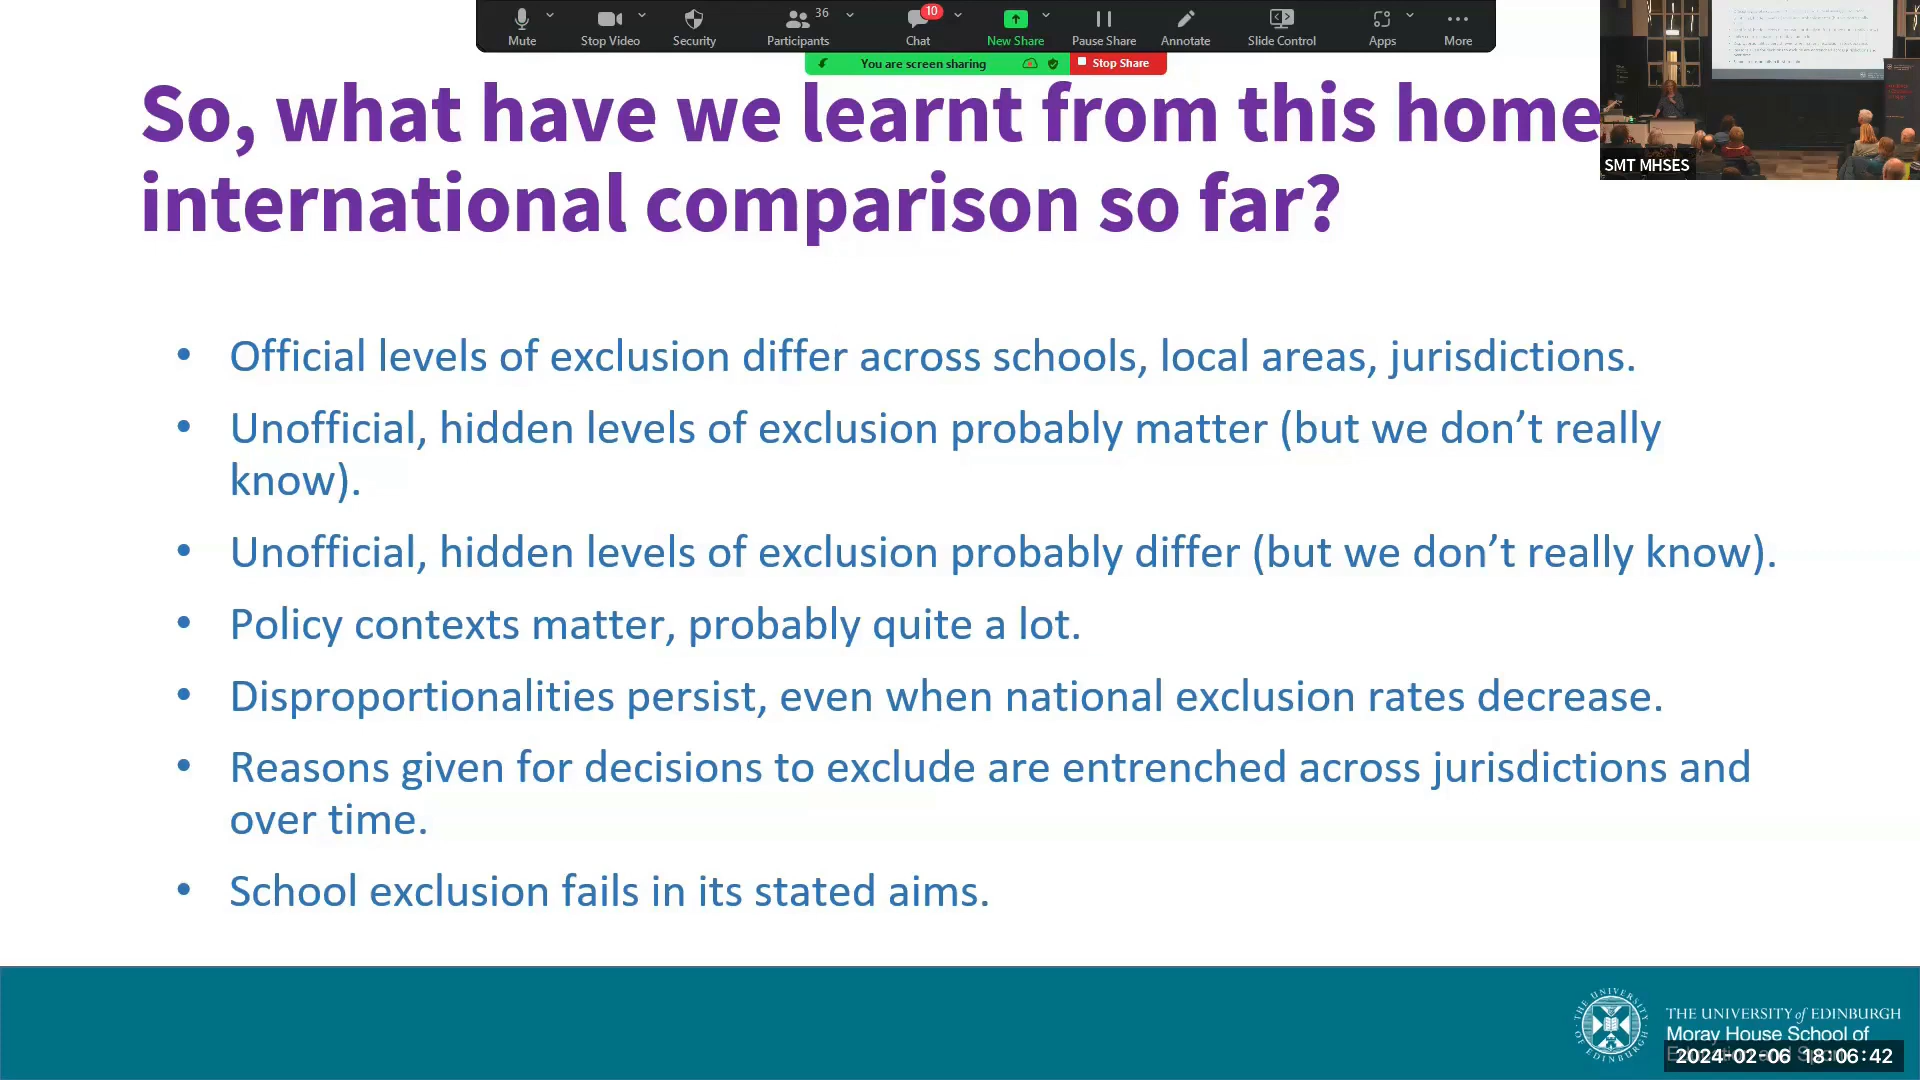 Mute
Stop Video
Security
Participants
36
Chat
10
New Share
Pause Share
Annotate
Slide Control
Apps
More
You are screen sharing
Stop Share
SMT MHSES
So, what have we learnt from this home
international comparison so far?
• Official levels of exclusion differ across schools, local areas, jurisdictions.
• Unofficial, hidden levels of exclusion probably matter (but we don’t really
know).
• Unofficial, hidden levels of exclusion probably differ (but we don’t really know).
• Policy contexts matter, probably quite a lot.
• Disproportionalities persist, even when national exclusion rates decrease.
• Reasons given for decisions to exclude are entrenched across jurisdictions and
over time.
• School exclusion fails in its stated aims.
THE UNIVERSITY OF EDINBURGH
THE UNIVERSITY of EDINBURGH
Moray House School of
2024-02-06 18:06:42